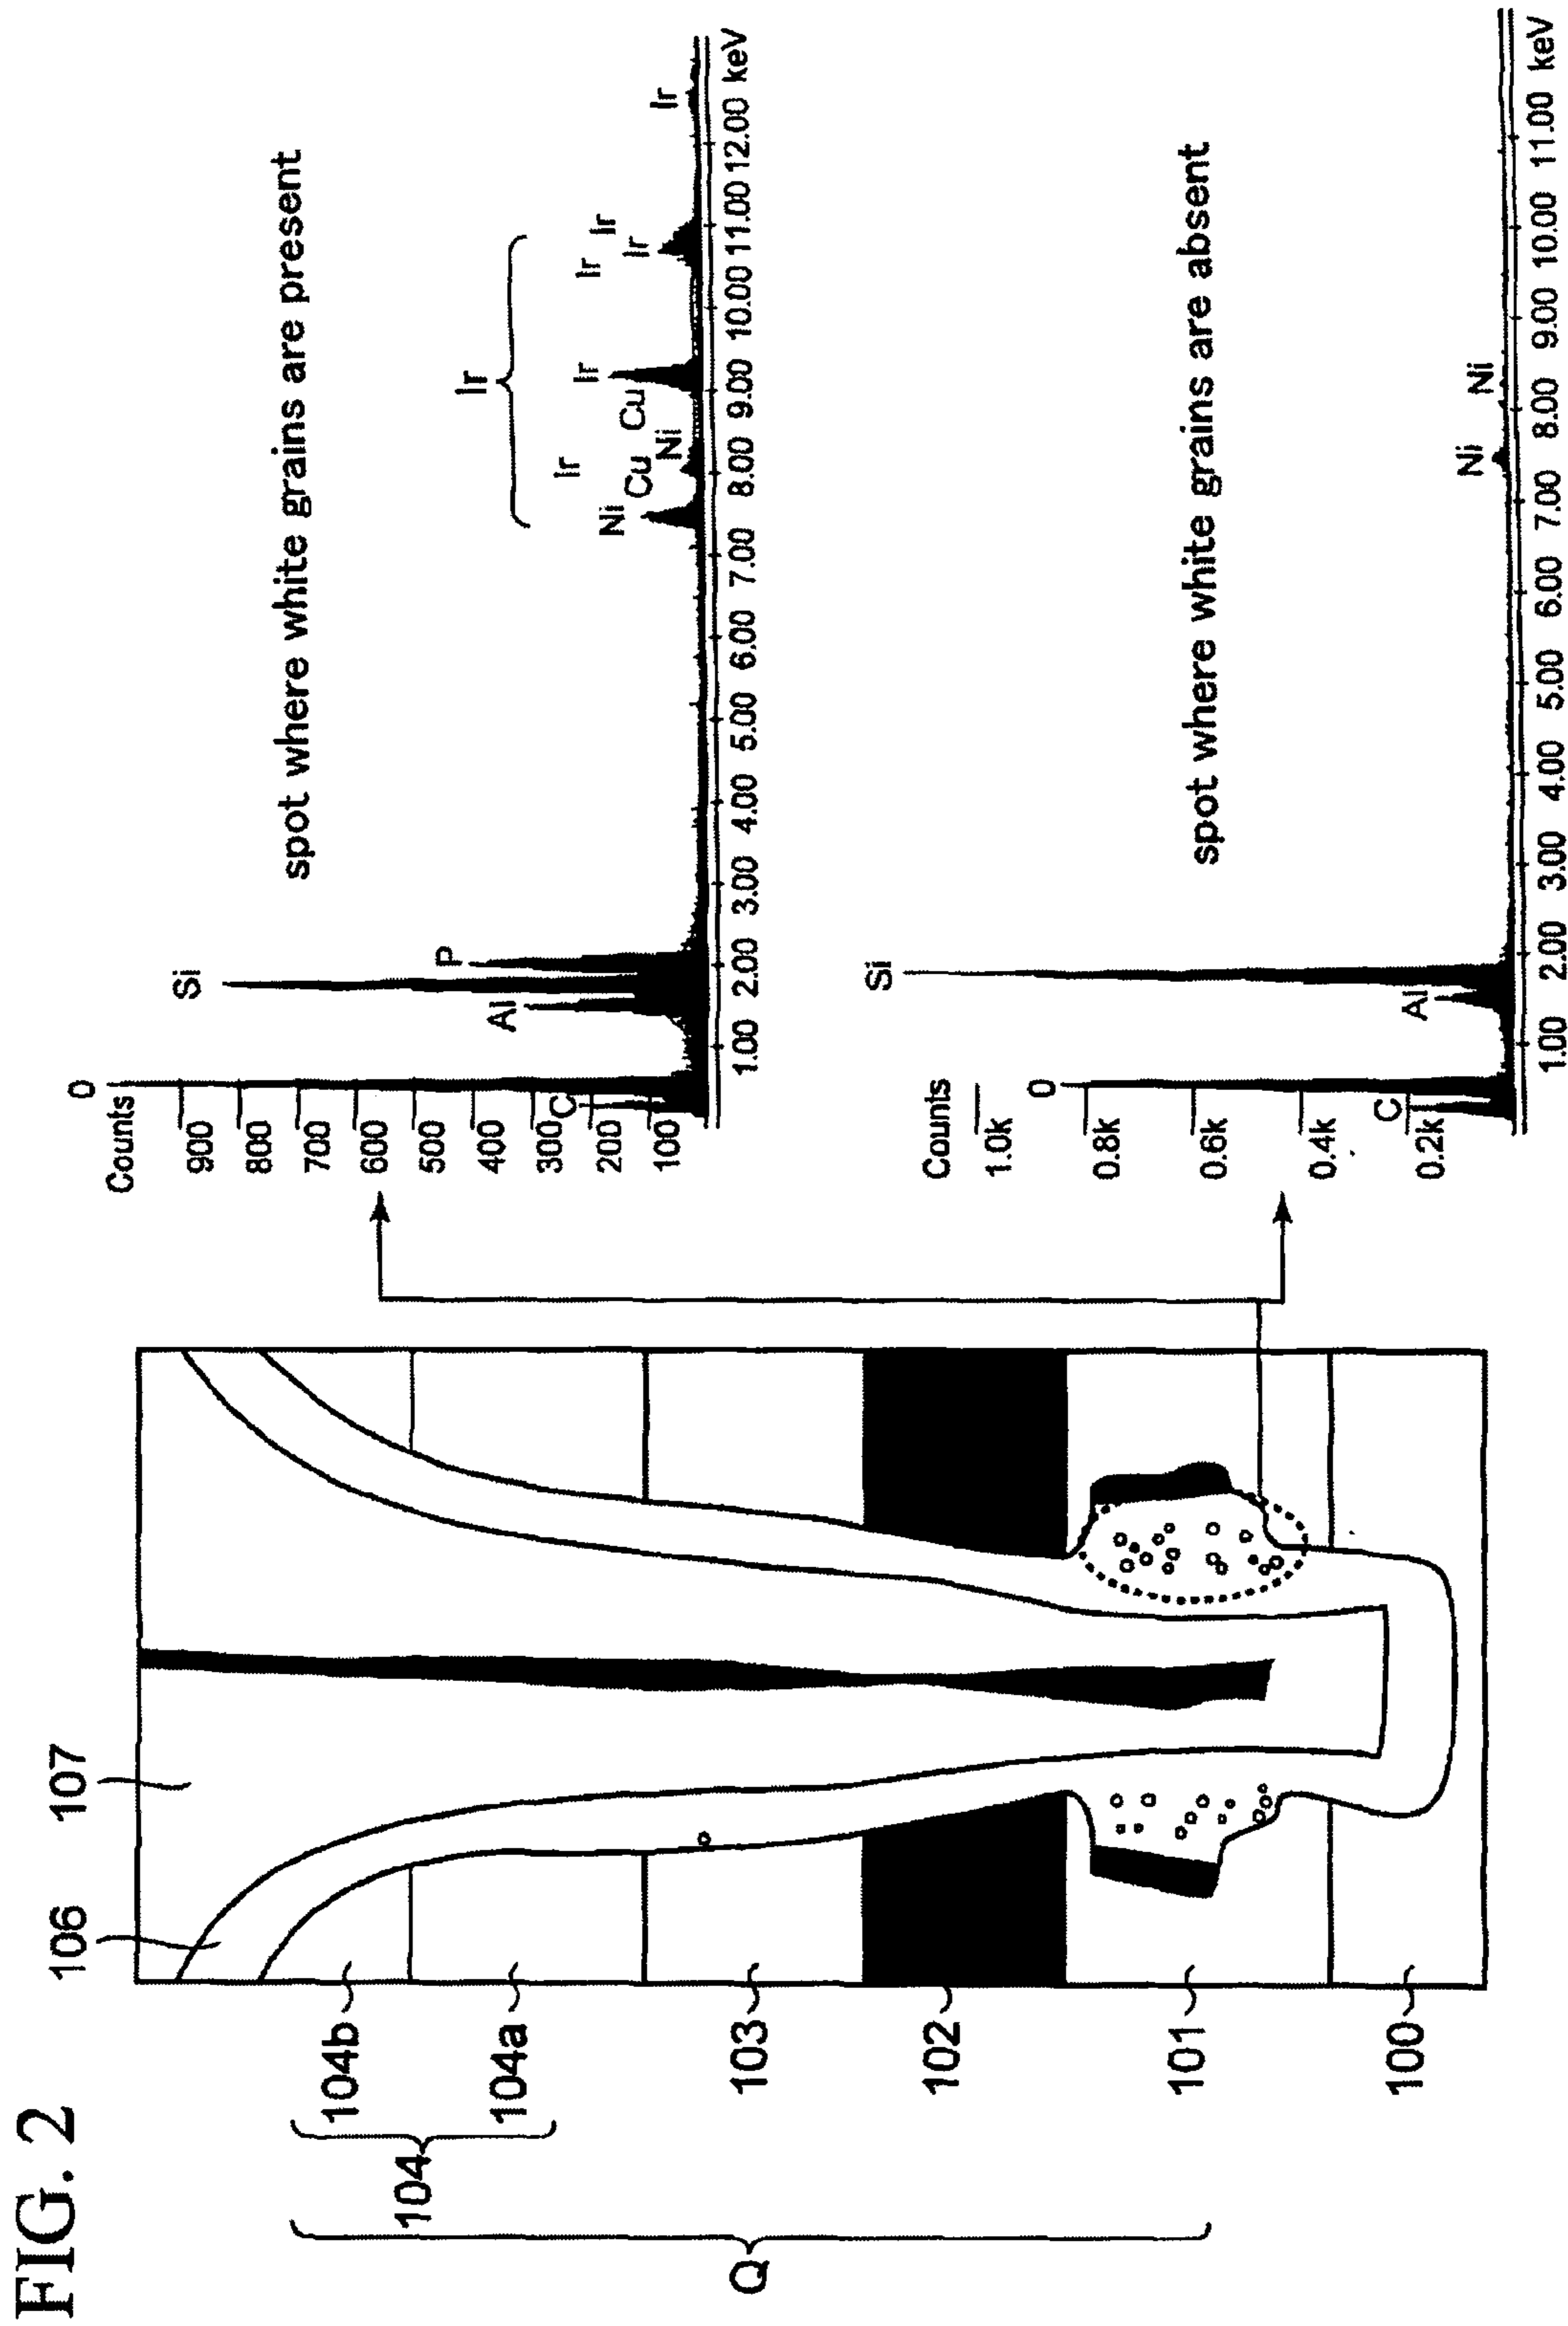 FIG. 2
Q
104
104b
104a
103
102
101
100
106
107
spot where white grains are present
Counts
900
800
700
600
500
400
300
200
100
O
C
Al
Si
P
Ir
Ni
Ir
Cu
Ni
Cu
Ir
Ir
Ir
Ir
Ir
1.00 2.00 3.00 4.00 5.00 6.00 7.00 8.00 9.00 10.00 11.00 12.00 keV
spot where white grains are absent
Counts
1.0k
0.8k
0.6k
0.4k
0.2k
O
C
Al
Si
Ni
Ni
1.00 2.00 3.00 4.00 5.00 6.00 7.00 8.00 9.00 10.00 11.00 keV